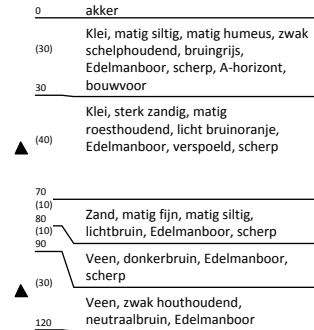 0 akker
Klei, matig siltig, matig humeus, zwak
(30) schelphoudend, bruingrijs,
Edelmanboor, scherp, A-horizont,
30 bouwvoor
Klei, sterk zandig, matig
roesthoudend, licht bruinoranje,
(40) Edelmanboor, verspoeld, scherp
70
(10)
80 Zand, matig fijn, matig siltig,
(10) lichtbruin, Edelmanboor, scherp
90
Veen, donkerbruin, Edelmanboor,
(30) scherp
Veen, zwak houthoudend,
120 neutraalbruin, Edelmanboor